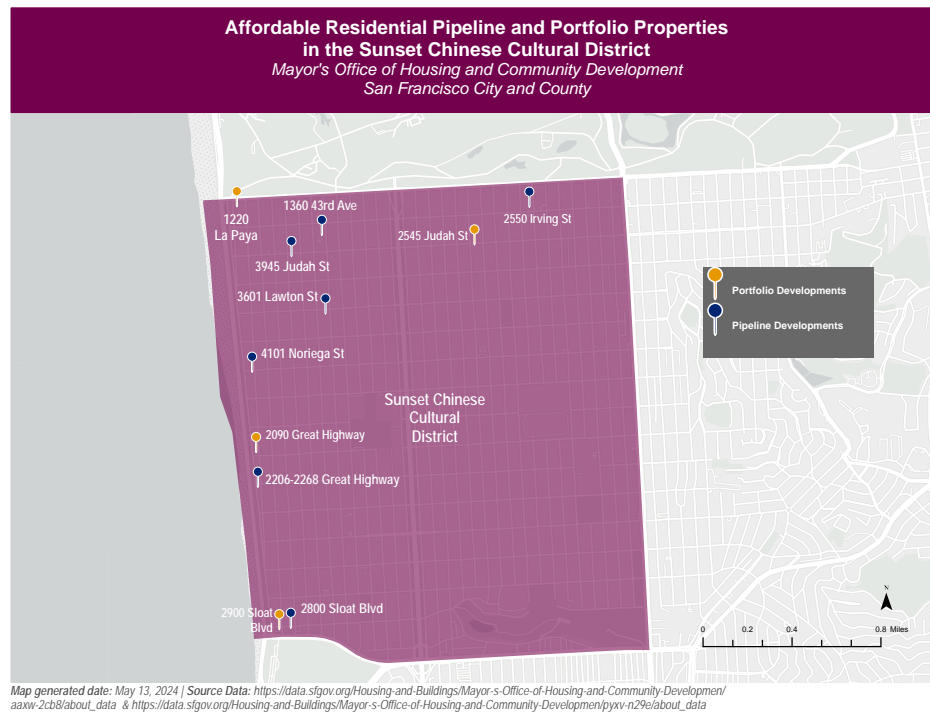 Affordable Residential Pipeline and Portfolio Properties
in the Sunset Chinese Cultural District
Mayor's Office of Housing and Community Development
San Francisco City and County
1220
La Paya
1360 43rd Ave
3945 Judah St
2545 Judah St
2550 Irving St
3601 Lawton St
4101 Noriega St
Portfolio Developments
Pipeline Developments
Sunset Chinese
Cultural
District
2090 Great Highway
2206-2268 Great Highway
2900 Sloat
Blvd
2800 Sloat Blvd
N
0 0.2 0.4 0.8 Miles
Map generated date: May 13, 2024 | Source Data: https://data.sfgov.org/Housing-and-Buildings/Mayor-s-Office-of-Housing-and-Community-Developmen/
aaxw-2cb8/about_data & https://data.sfgov.org/Housing-and-Buildings/Mayor-s-Office-of-Housing-and-Community-Developmen/pyxv-n29e/about_data